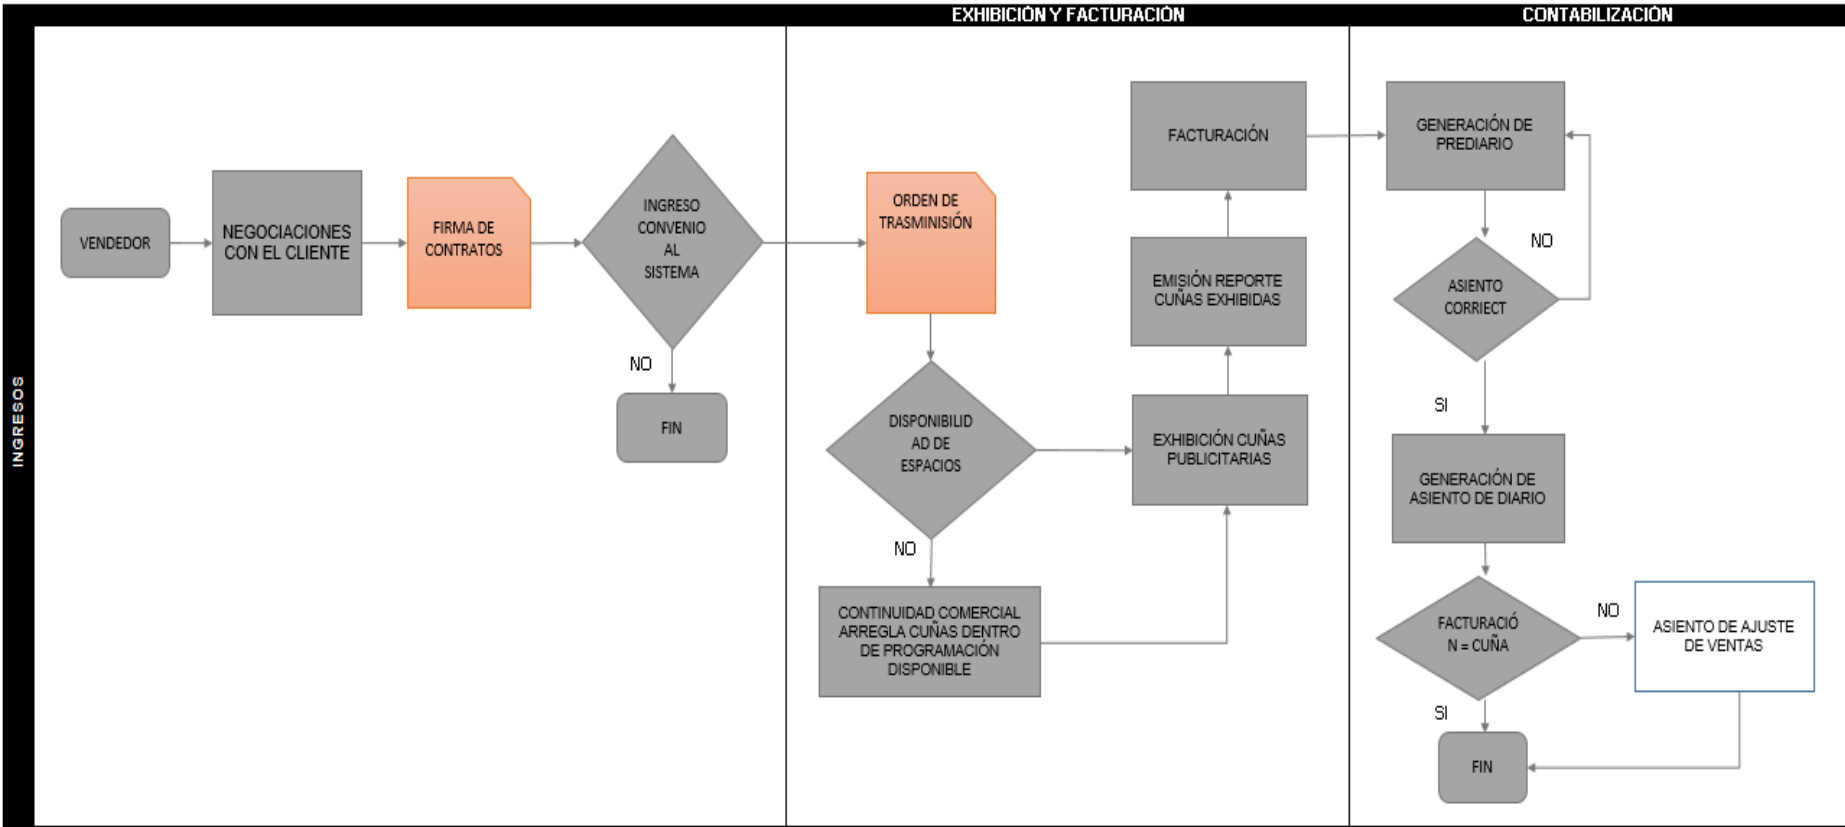 EXHIBICIÓN Y FACTURACIÓN
CONTABILIZACIÓN
INGRESOS
VENDEDOR
NEGOCIACIONES
CON EL CLIENTE
FIRMA DE
CONTRATOS
INGRESO
CONVENIO
AL
SISTEMA
NO
FIN
ORDEN DE
TRASMINISIÓN
DISPONIBILID
AD DE
ESPACIOS
NO
CONTINUIDAD COMERCIAL
ARREGLA CUÑAS DENTRO
DE PROGRAMACIÓN
DISPONIBLE
EXHIBICIÓN CUÑAS
PUBLICITARIAS
EMISIÓN REPORTE
CUÑAS EXHIBIDAS
FACTURACIÓN
GENERACIÓN DE
PREDIARIO
NO
ASIENTO
CORRIECT
SI
GENERACIÓN DE
ASIENTO DE DIARIO
FACTURACIÓ
N = CUÑA
NO
ASIENTO DE AJUSTE
DE VENTAS
SI
FIN